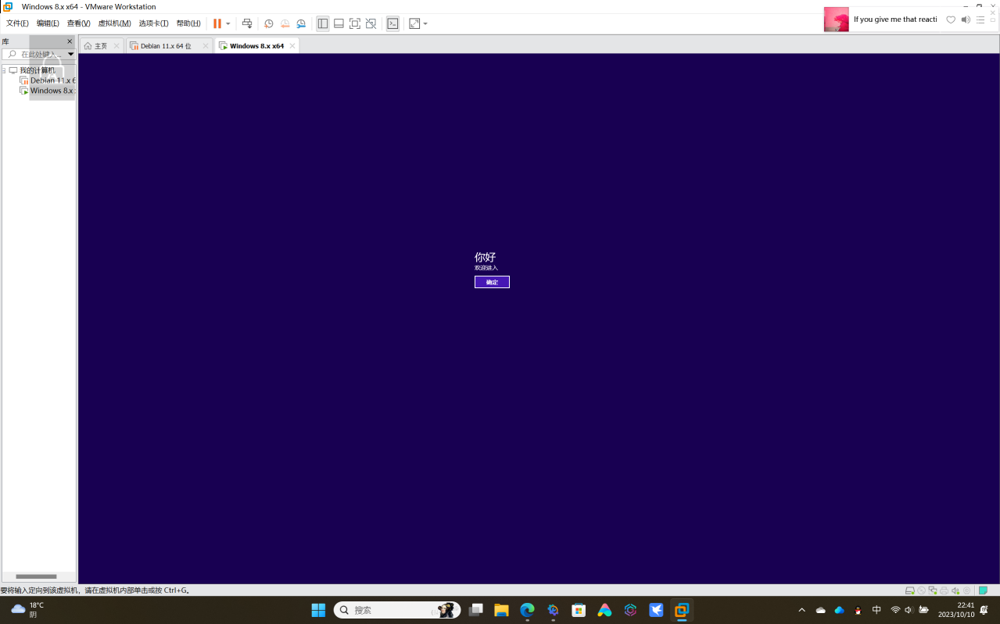 Windows 8.x x64 - VMware Workstation
文件(F) 编辑(E) 查看(V) 虚拟机(M) 选项卡(T) 帮助(H)
If you give me that reacti
库
在此处键入...
主页
Debian 11.x 64 位
Windows 8.x x64
我的计算机
Debian 11.x 6
Windows 8.x
你好
欢迎进入
确定
要将输入定向到该虚拟机，请在虚拟机内部单击或按 Ctrl+G。
18°C
阴
搜索
中
22:41
2023/10/10